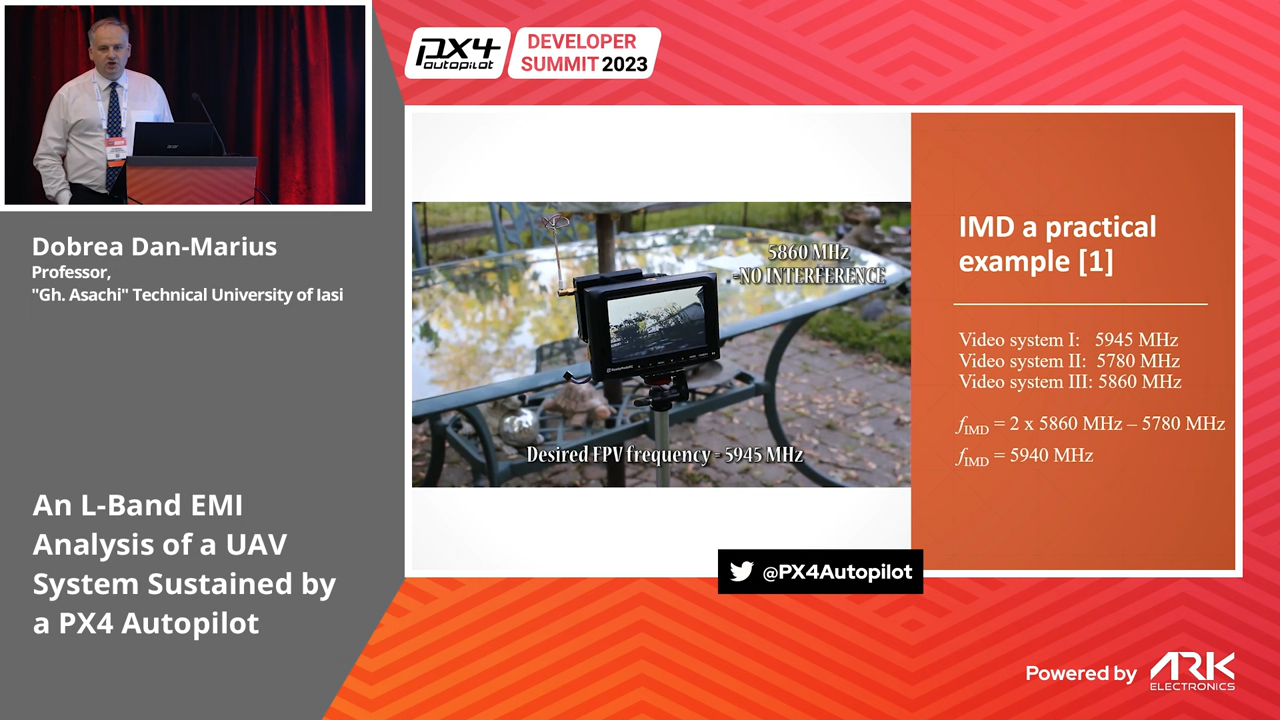 PX4
autopilot
DEVELOPER
SUMMIT 2023
Dobrea Dan-Marius
Professor,
"Gh. Asachi" Technical University of Iasi
An L-Band EMI
Analysis of a UAV
System Sustained by
a PX4 Autopilot
5860 MHz
-NO INTERFERENCE
Desired FPV frequency - 5945 MHz
IMD a practical
example [1]
Video system I: 5945 MHz
Video system II: 5780 MHz
Video system III: 5860 MHz
fIMD = 2 x 5860 MHz – 5780 MHz
fIMD = 5940 MHz
@PX4Autopilot
Powered by ARK
ELECTRONICS